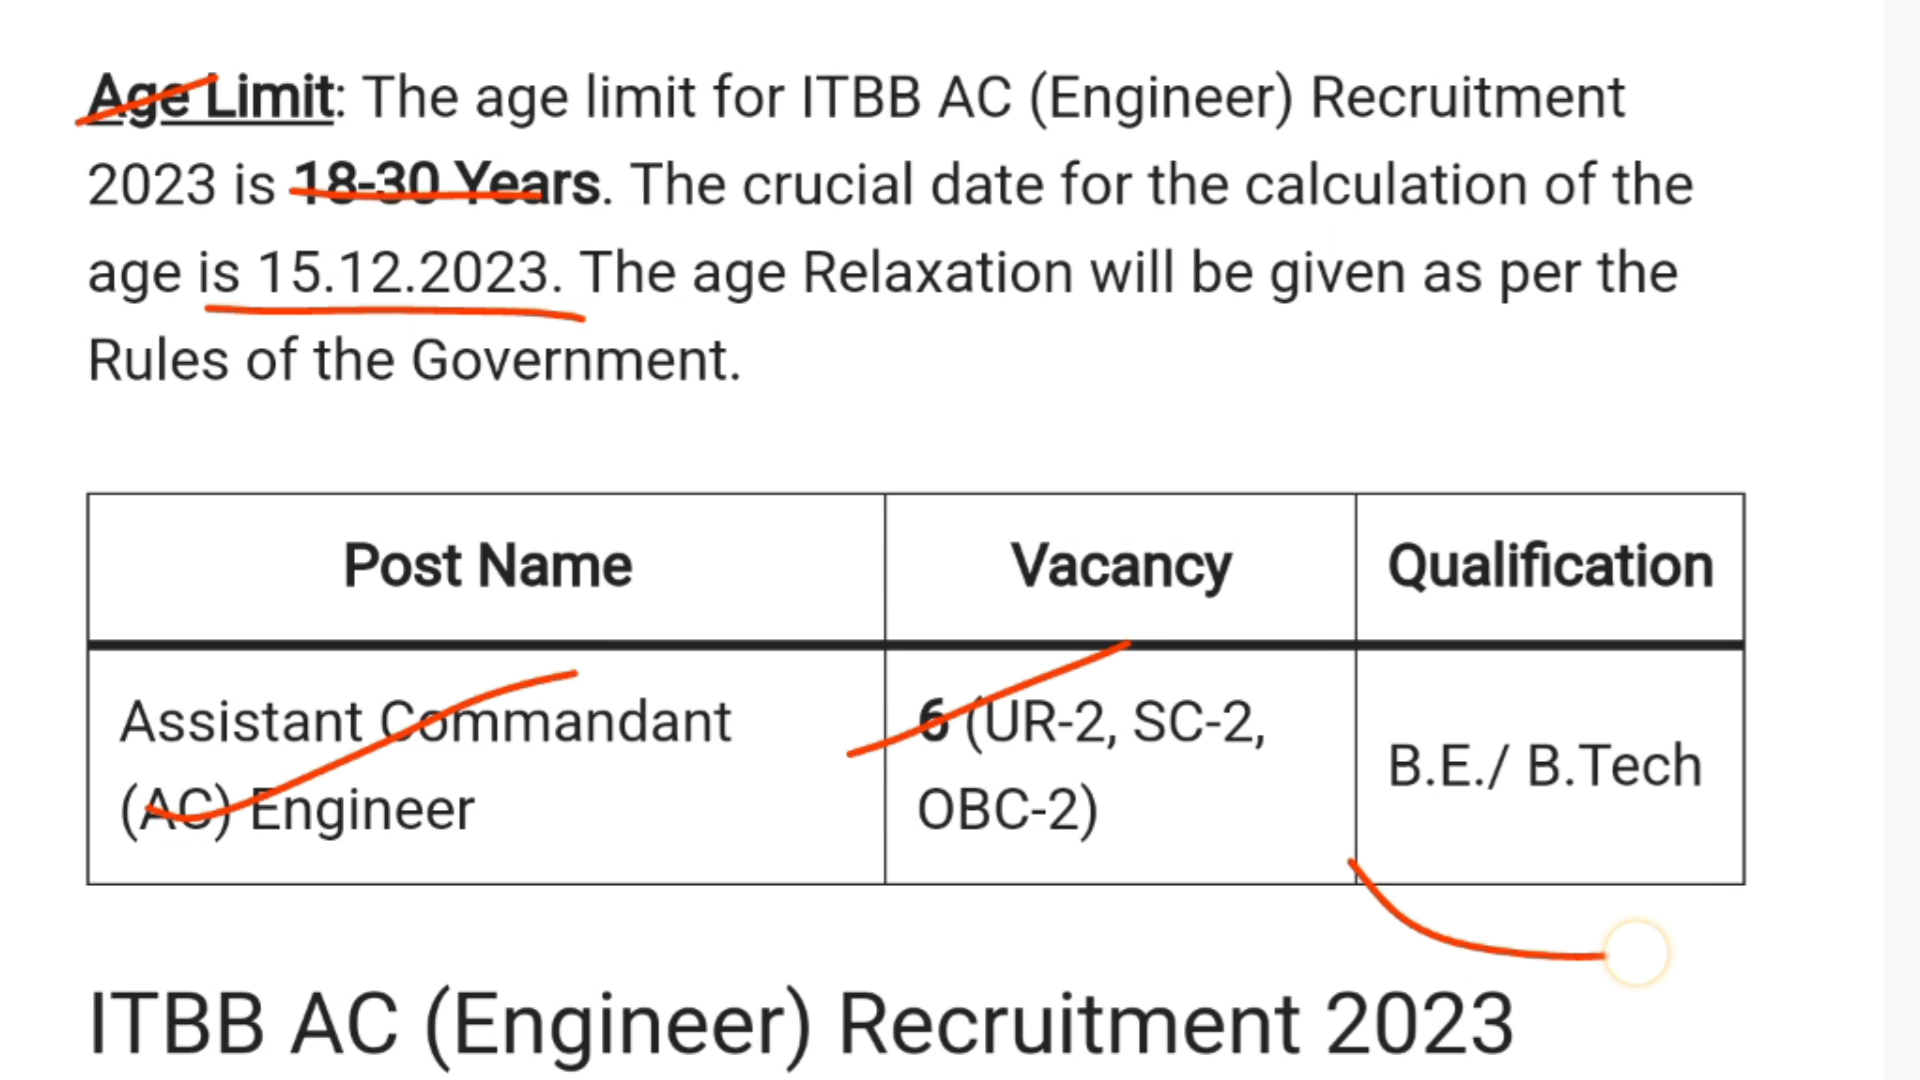 Age Limit: The age limit for ITBB AC (Engineer) Recruitment
2023 is 18-30 Years. The crucial date for the calculation of the
age is 15.12.2023. The age Relaxation will be given as per the
Rules of the Government.
Post Name Vacancy Qualification
Assistant Commandant
(AC) Engineer
6 (UR-2, SC-2,
OBC-2)
B.E./ B.Tech
ITBB AC (Engineer) Recruitment 2023